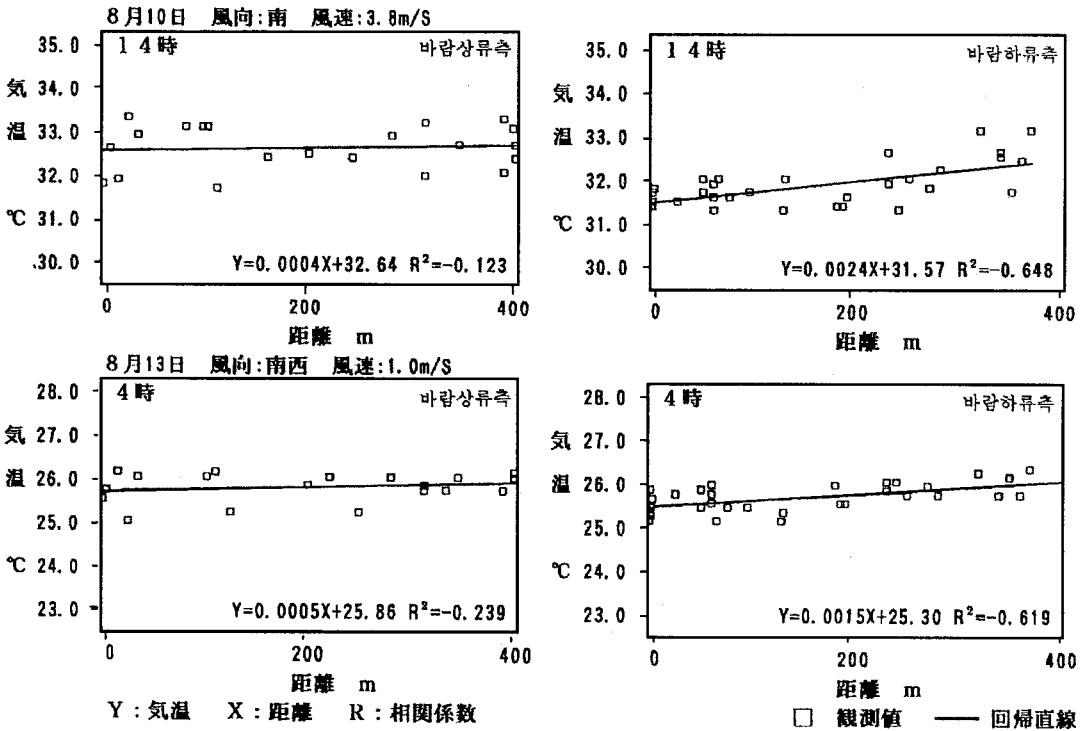 8月10日 風向:南 風速:3.8m/S
35.0
気 34.0
温 33.0
32.0
℃ 31.0
30.0
14時
바람상류측
Y=0.0004X+32.64 R²=-0.123
0 200 400
距離 m
35.0
気 34.0
温 33.0
32.0
℃ 31.0
30.0
14時
바람하류측
Y=0.0024X+31.57 R²=-0.648
0 200 400
距離 m
8月13日 風向:南西 風速:1.0m/S
28.0
気 27.0
温 26.0
25.0
℃ 24.0
23.0
4時
바람상류측
Y=0.0005X+25.86 R²=-0.239
0 200 400
距離 m
28.0
気 27.0
温 26.0
25.0
℃ 24.0
23.0
4時
바람하류측
Y=0.0015X+25.30 R²=-0.619
0 200 400
距離 m
Y:気温 X:距離 R:相関係数
□ 観測値 — 回帰直線